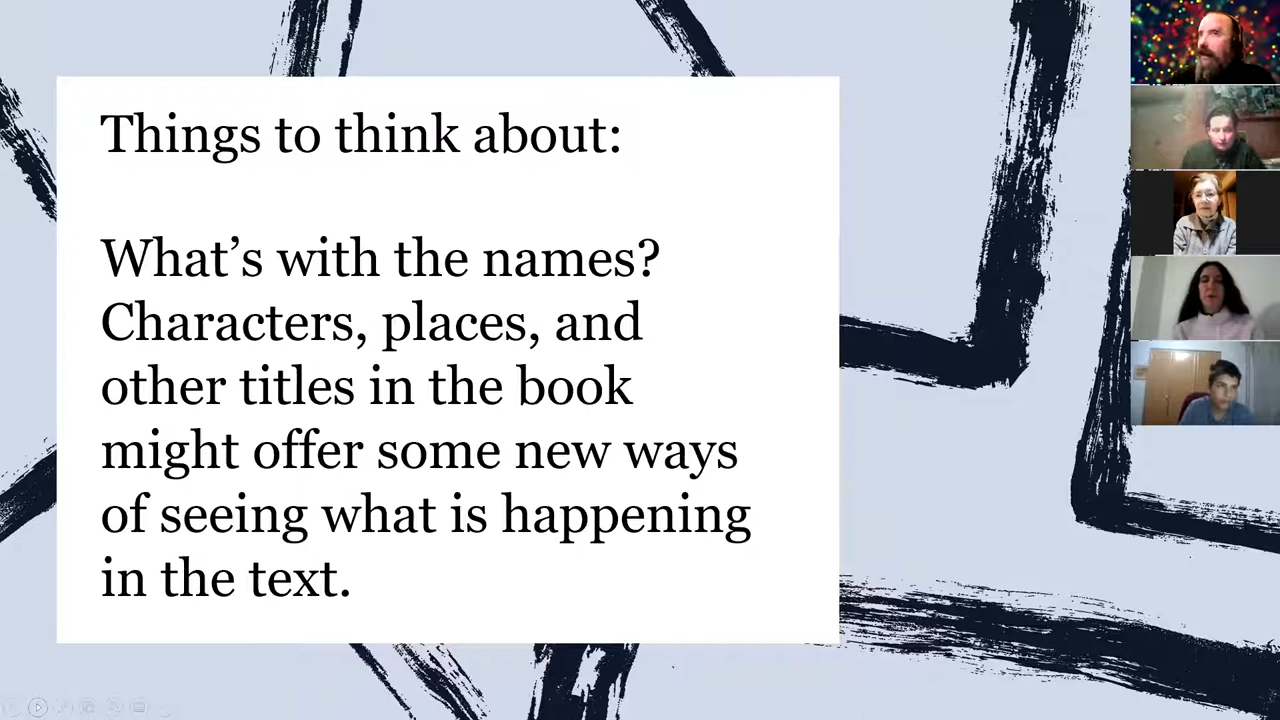 Things to think about:
What’s with the names?
Characters, places, and
other titles in the book
might offer some new ways
of seeing what is happening
in the text.